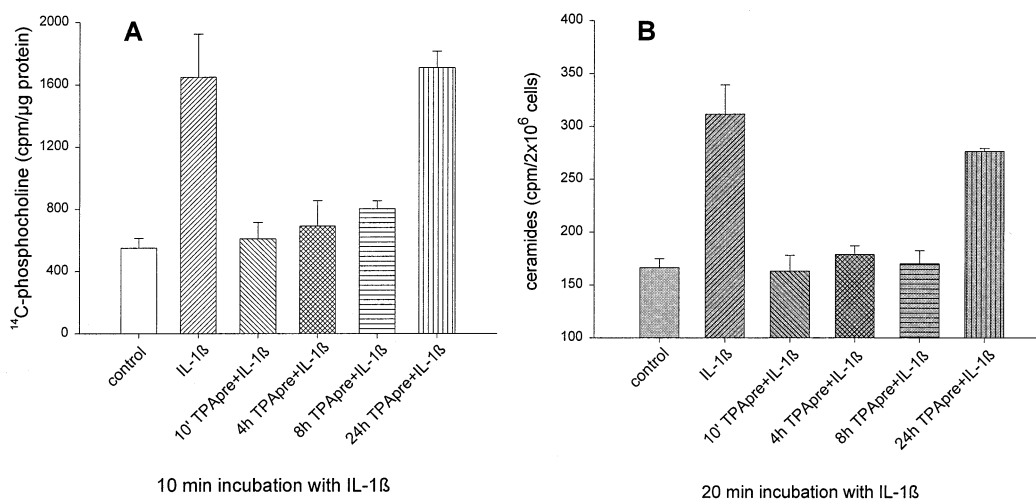 A
¹⁴C-phosphocholine (cpm/µg protein)
2000
1600
1200
800
400
0
control
IL-1ß
10' TPApre+IL-1ß
4h TPApre+IL-1ß
8h TPApre+IL-1ß
24h TPApre+IL-1ß
10 min incubation with IL-1ß
B
ceramides (cpm/2x10⁶ cells)
400
350
300
250
200
150
100
control
IL-1ß
10' TPApre+IL-1ß
4h TPApre+IL-1ß
8h TPApre+IL-1ß
24h TPApre+IL-1ß
20 min incubation with IL-1ß